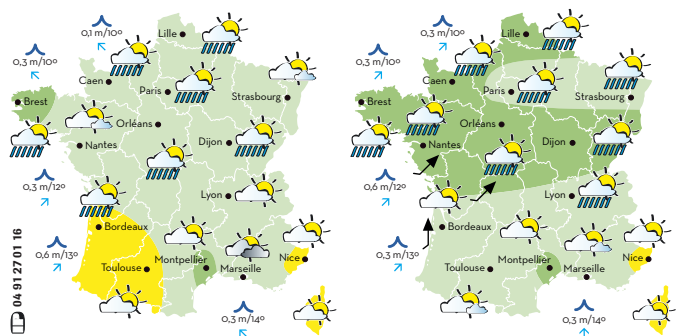 0,1 m/10°
Lille
0,3 m/10°
Caen
Paris
Brest
Strasbourg
Orléans
Nantes
Dijon
0,3 m/12°
Lyon
Bordeaux
0,6 m/13°
Toulouse
Montpellier
Marseille
Nice
0,3 m/14°
04 91 27 01 16
0,3 m/10°
Lille
0,3 m/10°
Caen
Paris
Brest
Strasbourg
Orléans
Nantes
Dijon
0,6 m/12°
Lyon
Bordeaux
0,3 m/13°
Toulouse
Montpellier
Marseille
Nice
0,3 m/14°